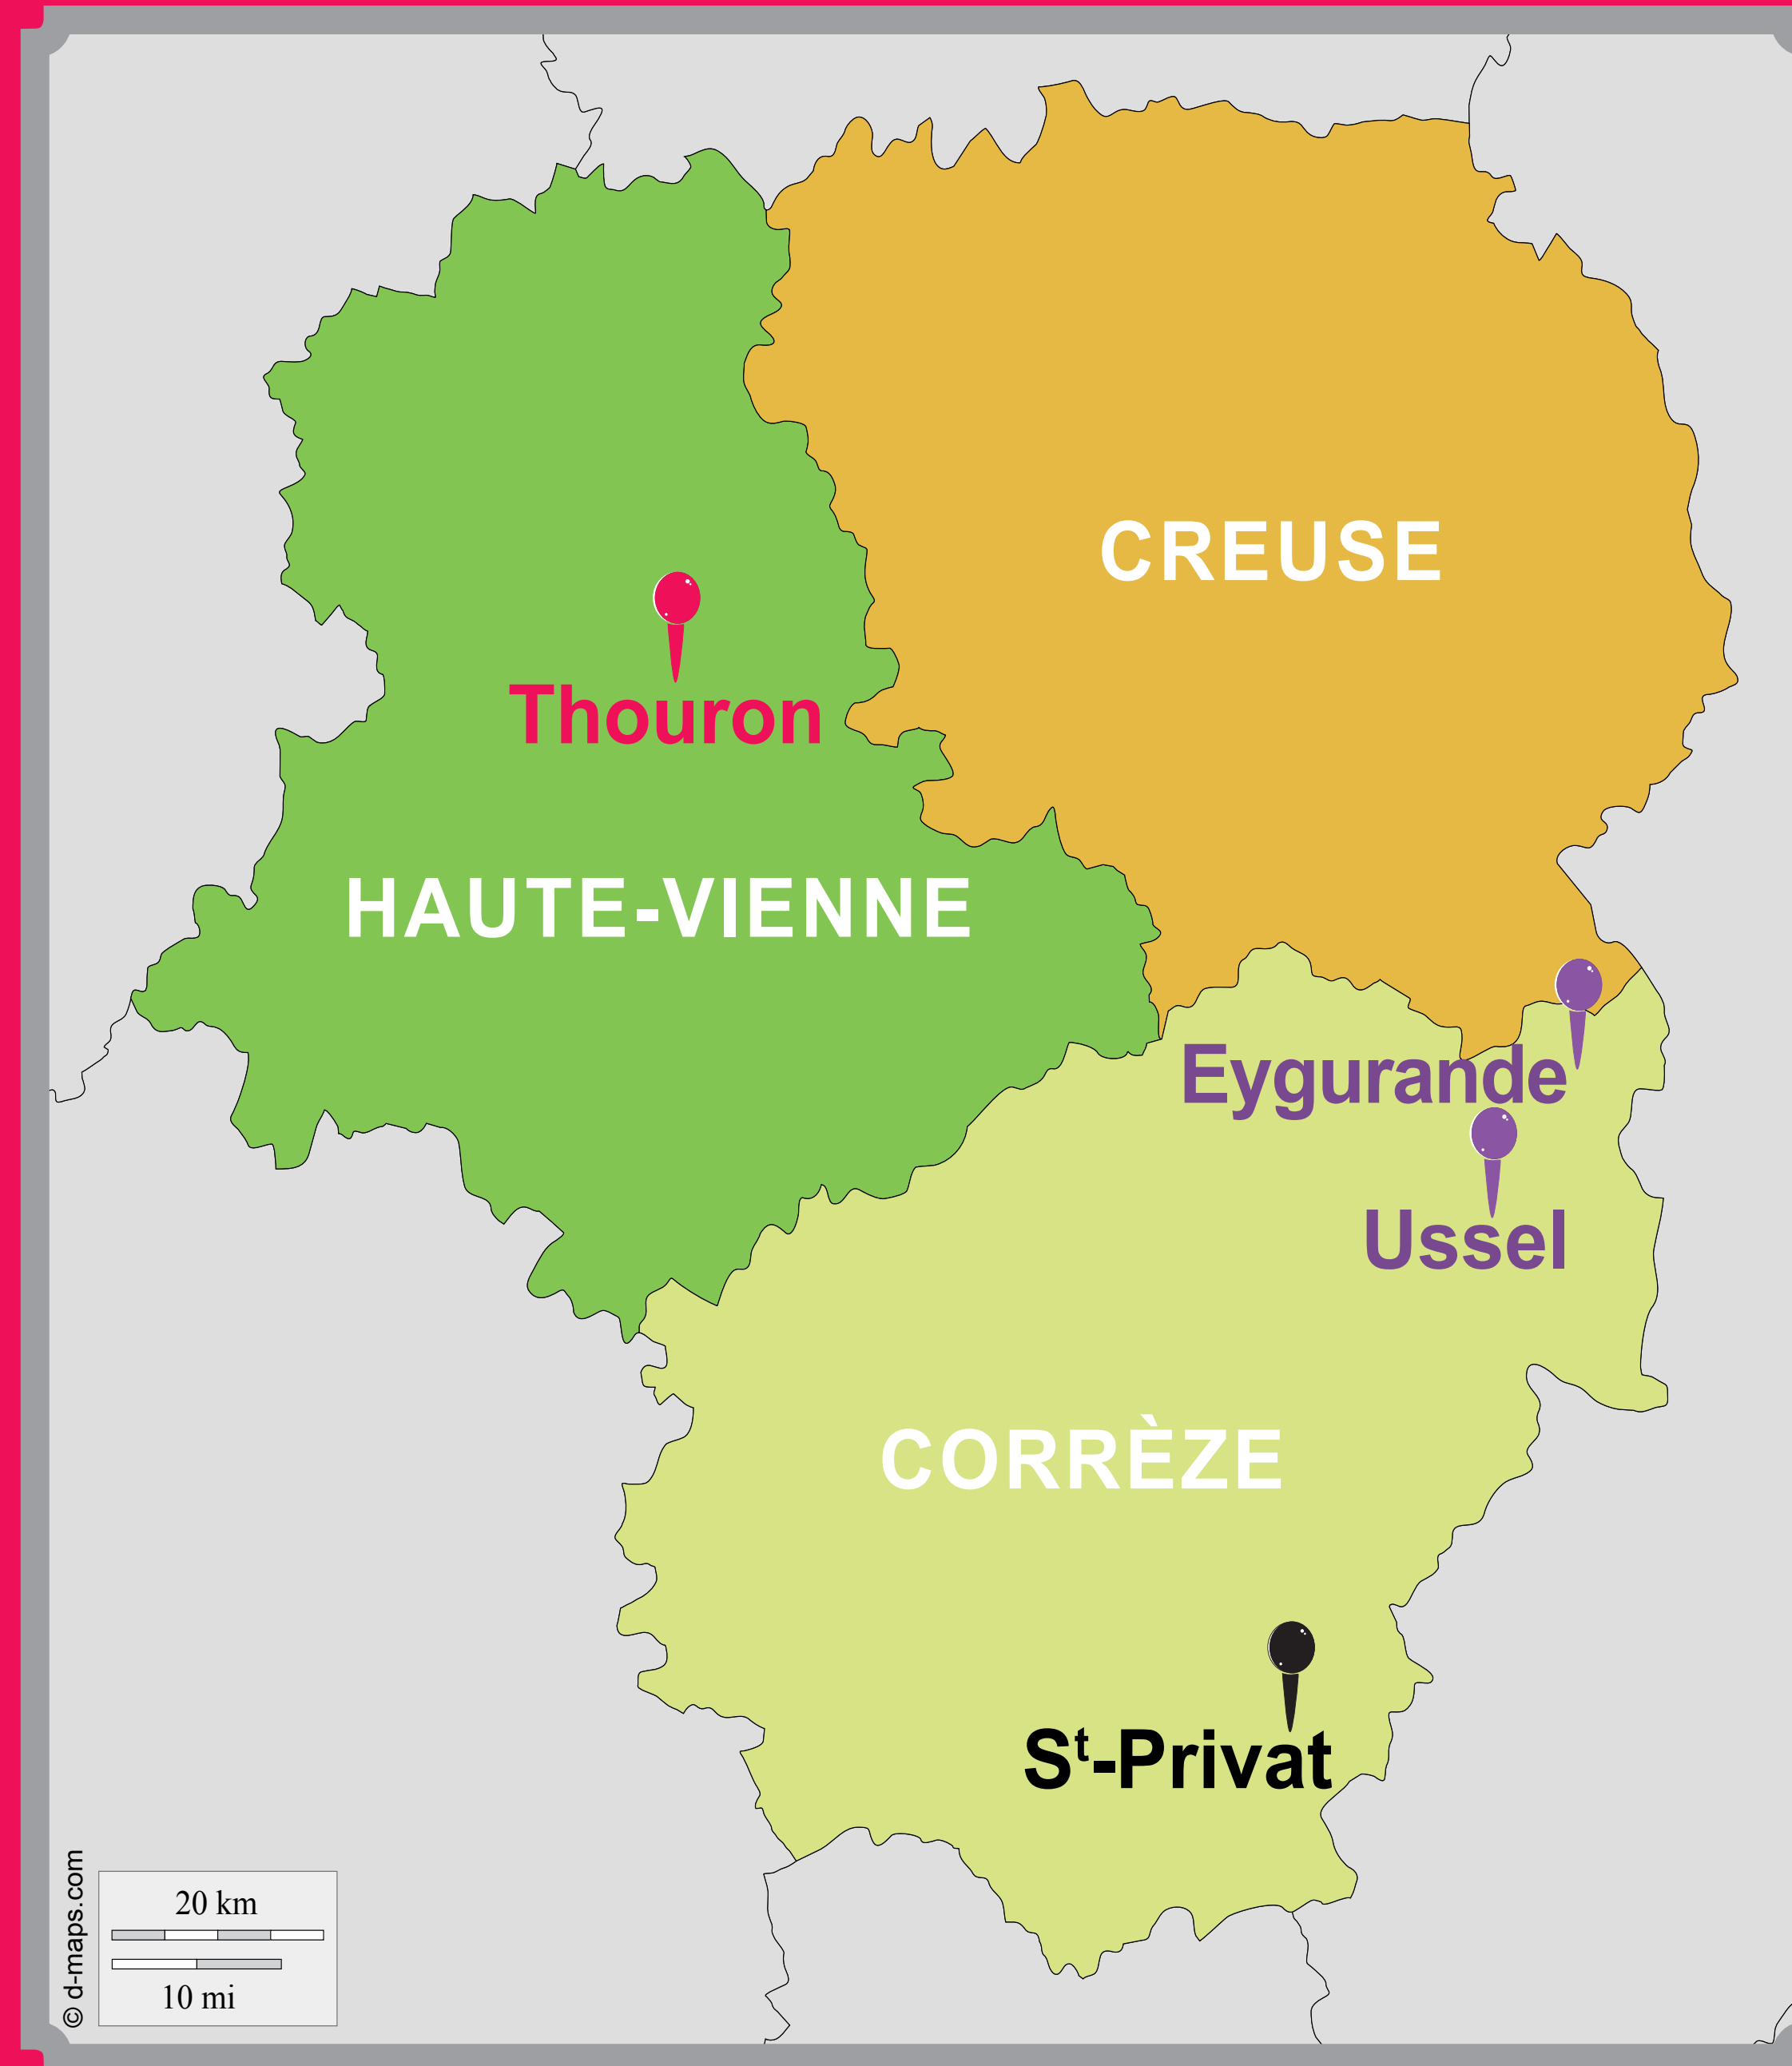 CREUSE
Thouron
HAUTE-VIENNE
Eygurande
Ussel
CORRÈZE
St-Privat
20 km
10 mi
© d-maps.com